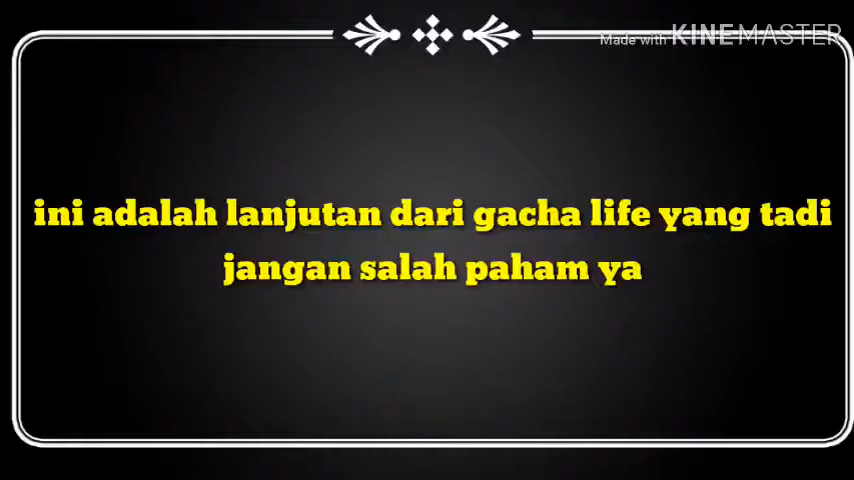 Made with KINEMASTER
ini adalah lanjutan dari gacha life yang tadi
jangan salah paham ya